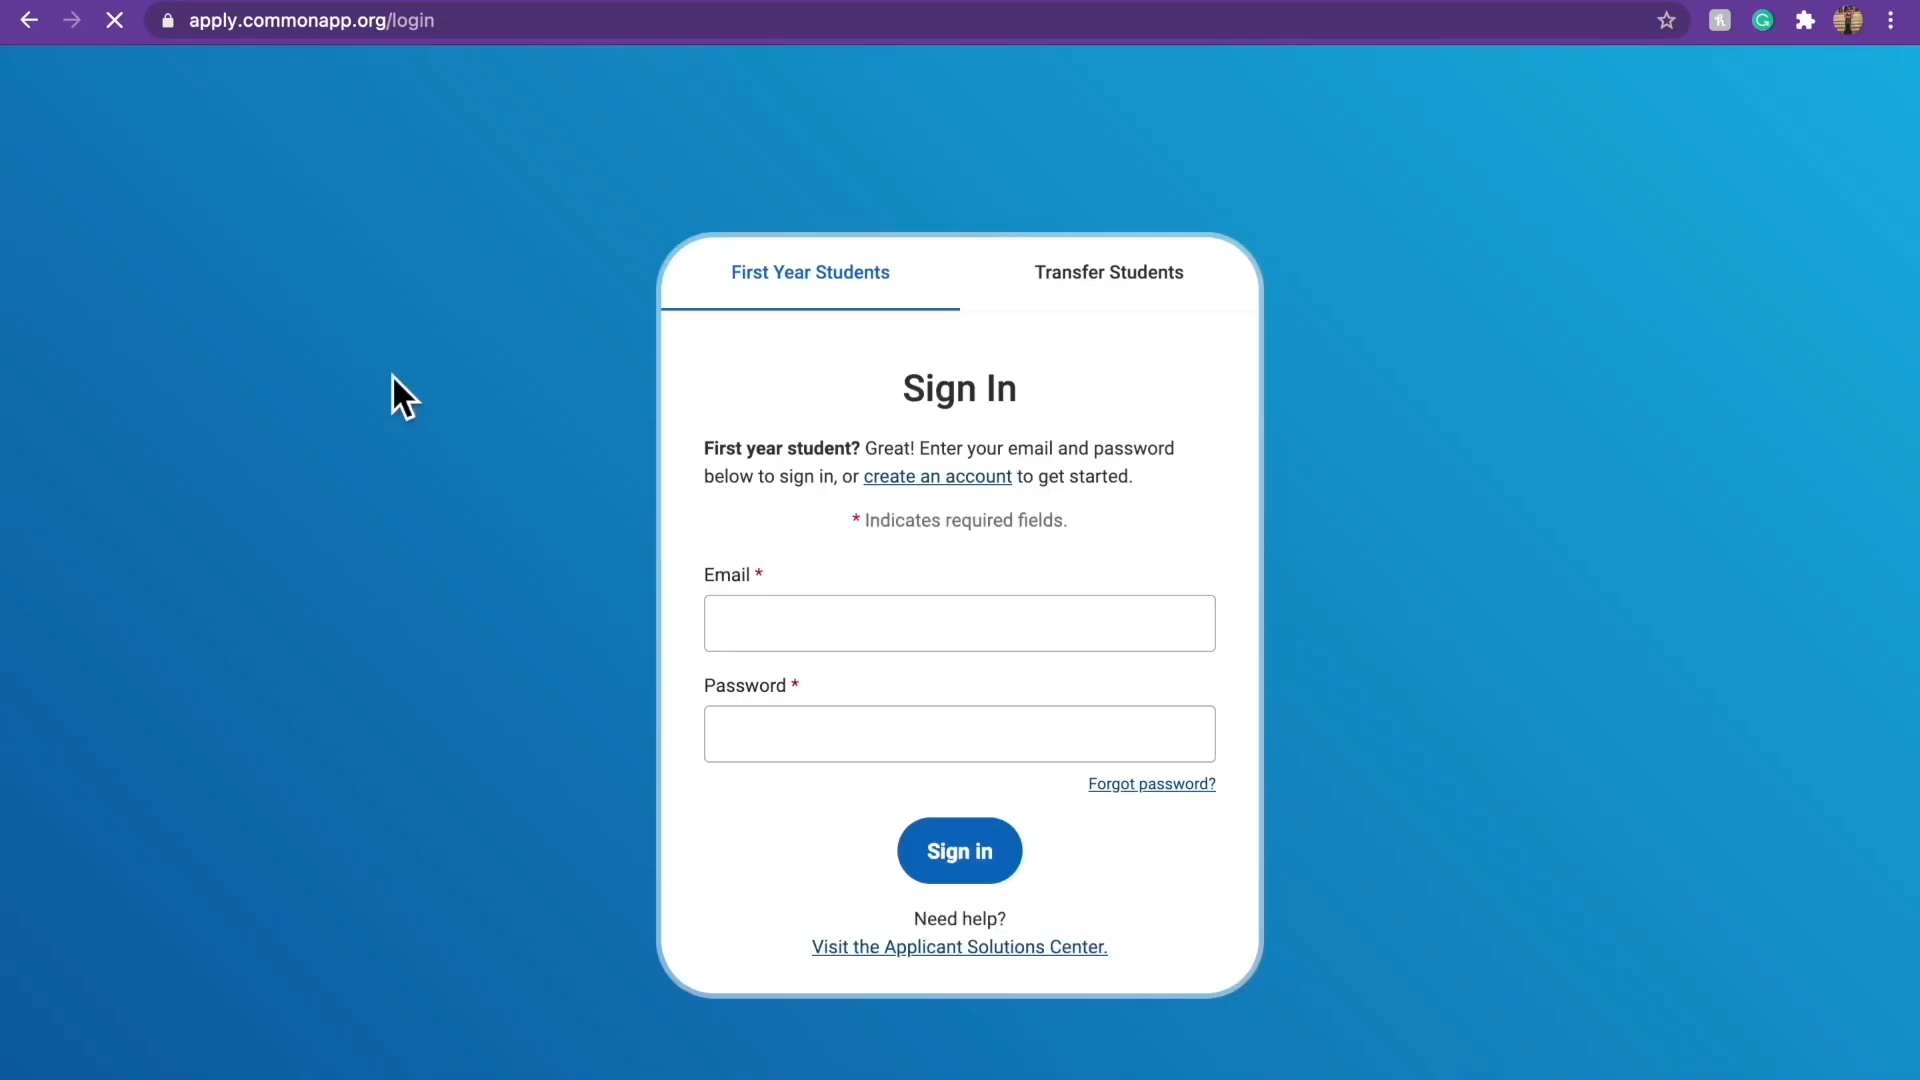 apply.commonapp.org/login
First Year Students
Transfer Students
Sign In
First year student? Great! Enter your email and password
below to sign in, or create an account to get started.
* Indicates required fields.
Email *
Password *
Forgot password?
Sign in
Need help?
Visit the Applicant Solutions Center.